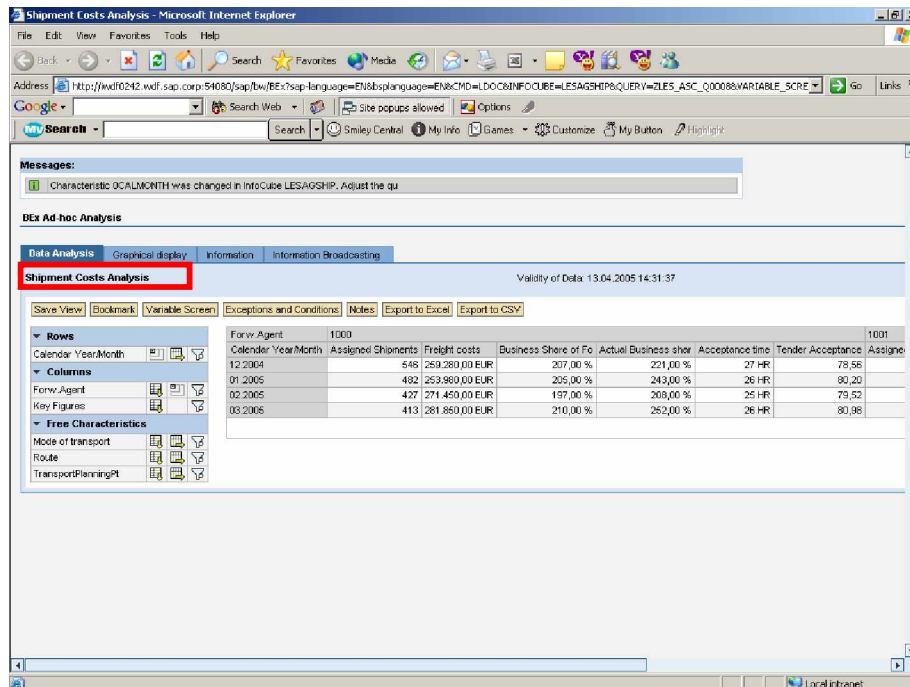 Shipment Costs Analysis - Microsoft Internet Explorer
File Edit View Favorites Tools Help
Back Search Favorites Media
Address http://iwdf0242.wdf.sap.corp:54080/sap/bw/BEx?sap-language=EN&bsplanguage=EN&CMD=LDOC&INFOCUBE=LESAGSHIP&QUERY=ZLES_ASC_Q0008&VARIABLE_SCRE Go Links
Google - Search Web Site popups allowed Options
My Search - Search Smiley Central My Info Games Customize My Button Highlight
Messages:
Characteristic 0CALMONTH was changed in InfoCube LESAGSHIP. Adjust the qu
BEx Ad-hoc Analysis
Data Analysis Graphical display Information Information Broadcasting
Shipment Costs Analysis Validity of Data: 13.04.2005 14:31:37
Save View Bookmark Variable Screen Exceptions and Conditions Notes Export to Excel Export to CSV
Rows
Calendar Year/Month
Columns
Forw.Agent
Key Figures
Free Characteristics
Mode of transport
Route
TransportPlanningPt
Forw.Agent 1000 1001
Calendar Year/Month Assigned Shipments Freight costs Business Share of Fo Actual Business shar Acceptance time Tender Acceptance Assigne
12.2004 546 259.280,00 EUR 207,00 % 221,00 % 27 HR 78,56
01.2005 482 253.980,00 EUR 205,00 % 243,00 % 26 HR 80,20
02.2005 427 271.450,00 EUR 197,00 % 208,00 % 25 HR 79,52
03.2005 413 281.850,00 EUR 210,00 % 252,00 % 26 HR 80,98
Local intranet